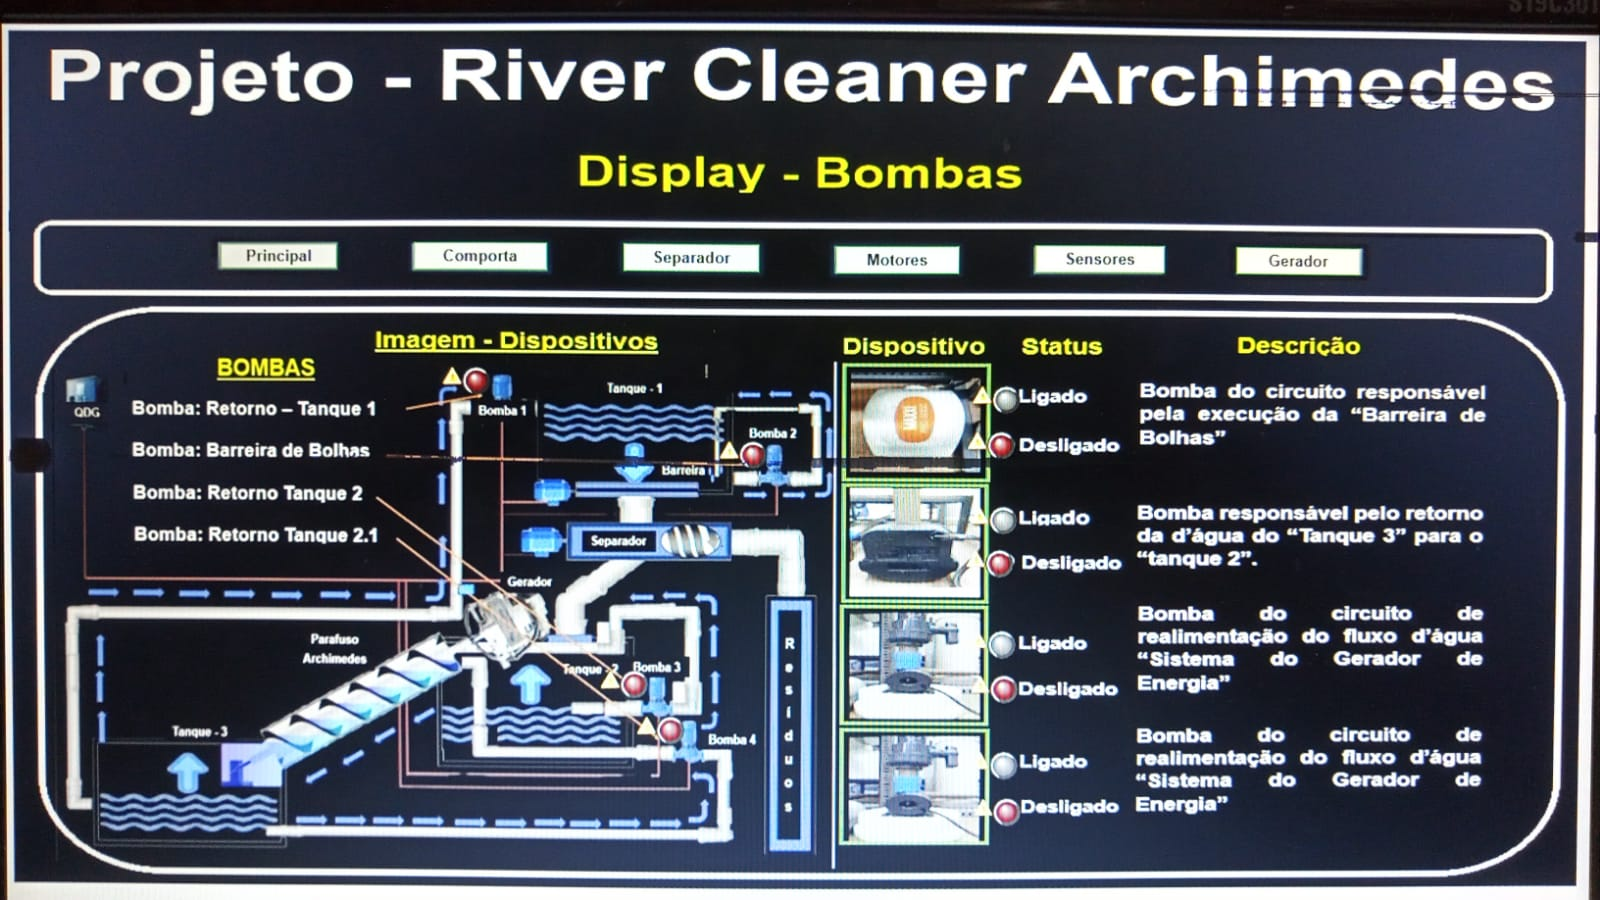 S19C301
Projeto - River Cleaner Archimedes
Display - Bombas
Principal
Comporta
Separador
Motores
Sensores
Gerador
Imagem - Dispositivos
BOMBAS
QDG
Bomba: Retorno – Tanque 1
Bomba: Barreira de Bolhas
Bomba: Retorno Tanque 2
Bomba: Retorno Tanque 2.1
Bomba 1
Tanque - 1
Bomba 2
Barreira
Separador
Gerador
Parafuso
Archimedes
Tanque - 2
Bomba 3
Bomba 4
Tanque - 3
Resíduos
Dispositivo
Status
Descrição
Ligado
Desligado
Bomba do circuito responsável
pela execução da “Barreira de
Bolhas”
Ligado
Desligado
Bomba responsável pelo retorno
da d’água do “Tanque 3” para o
“tanque 2”.
Ligado
Desligado
Bomba do circuito de
realimentação do fluxo d’água
“Sistema do Gerador de
Energia”
Ligado
Desligado
Bomba do circuito de
realimentação do fluxo d’água
“Sistema do Gerador de
Energia”